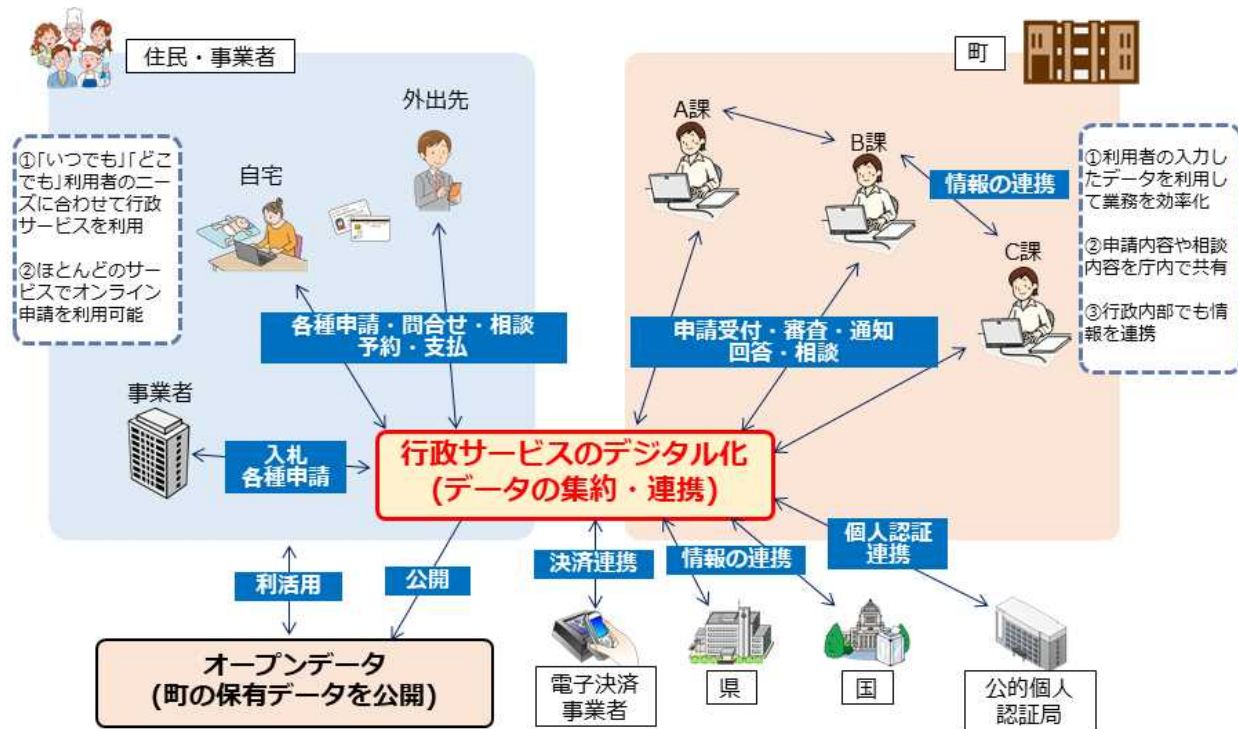 住民・事業者
外出先
自宅
①「いつでも」「どこ
でも」利用者のニー
ズに合わせて行政
サービスを利用
②ほとんどのサー
ビスでオンライン
申請を利用可能
各種申請・問合せ・相談
予約・支払
事業者
入札
各種申請
町
A課
B課
情報の連携
C課
①利用者の入力し
たデータを利用し
て業務を効率化
②申請内容や相談
内容を庁内で共有
③行政内部でも情
報を連携
申請受付・審査・通知
回答・相談
行政サービスのデジタル化
(データの集約・連携)
利活用
公開
決済連携
情報の連携
個人認証
連携
オープンデータ
(町の保有データを公開)
電子決済
事業者
県
国
公的個人
認証局